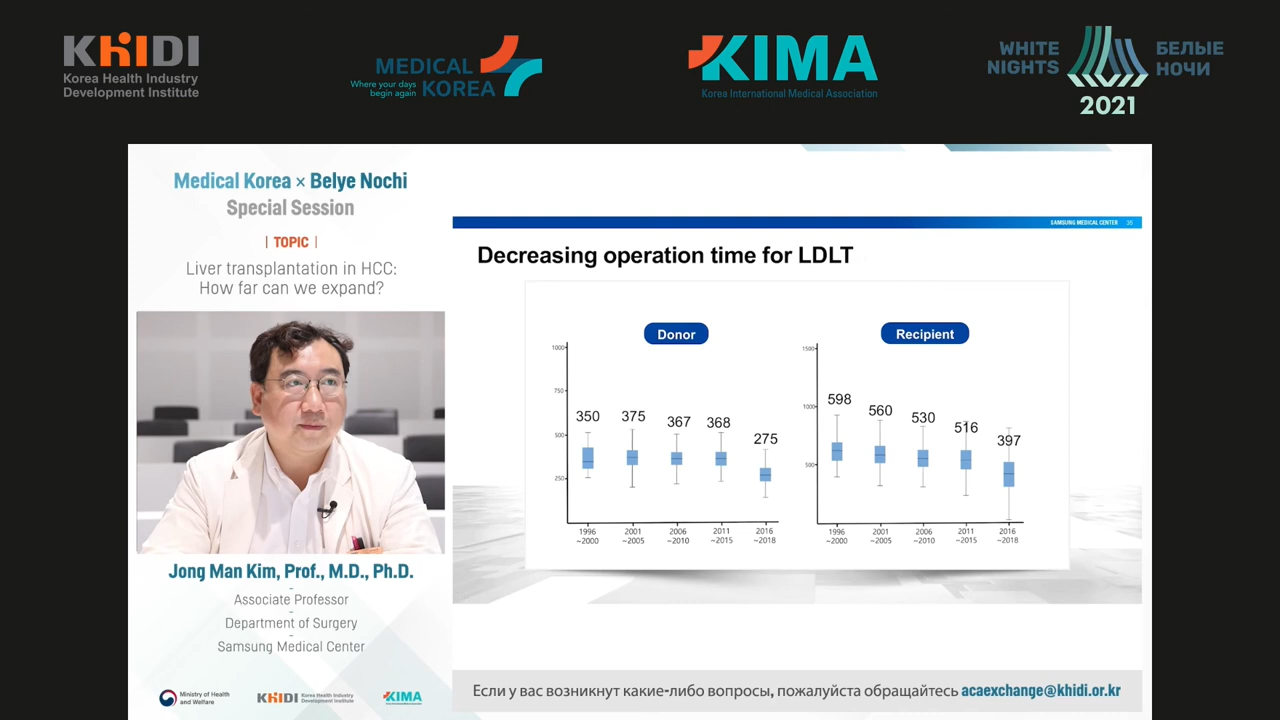 KHIDI
Korea Health Industry
Development Institute
MEDICAL
KOREA
Where your days
begin again
KIMA
Korea International Medical Association
WHITE
NIGHTS
БЕЛЫЕ
НОЧИ
2021
Medical Korea × Belye Nochi
Special Session
| TOPIC |
Liver transplantation in HCC:
How far can we expand?
Jong Man Kim, Prof., M.D., Ph.D.
Associate Professor
-
Department of Surgery
-
Samsung Medical Center
Ministry of Health
and Welfare
KHIDI
Korea Health Industry
Development Institute
KIMA
SAMSUNG MEDICAL CENTER
Decreasing operation time for LDLT
Donor
1000
750
500
250
350
375
367
368
275
1996
~2000
2001
~2005
2006
~2010
2011
~2015
2016
~2018
Recipient
1500
1000
500
598
560
530
516
397
1996
~2000
2001
~2005
2006
~2010
2011
~2015
2016
~2018
Если у вас возникнут какие-либо вопросы, пожалуйста обращайтесь acaexchange@khidi.or.kr